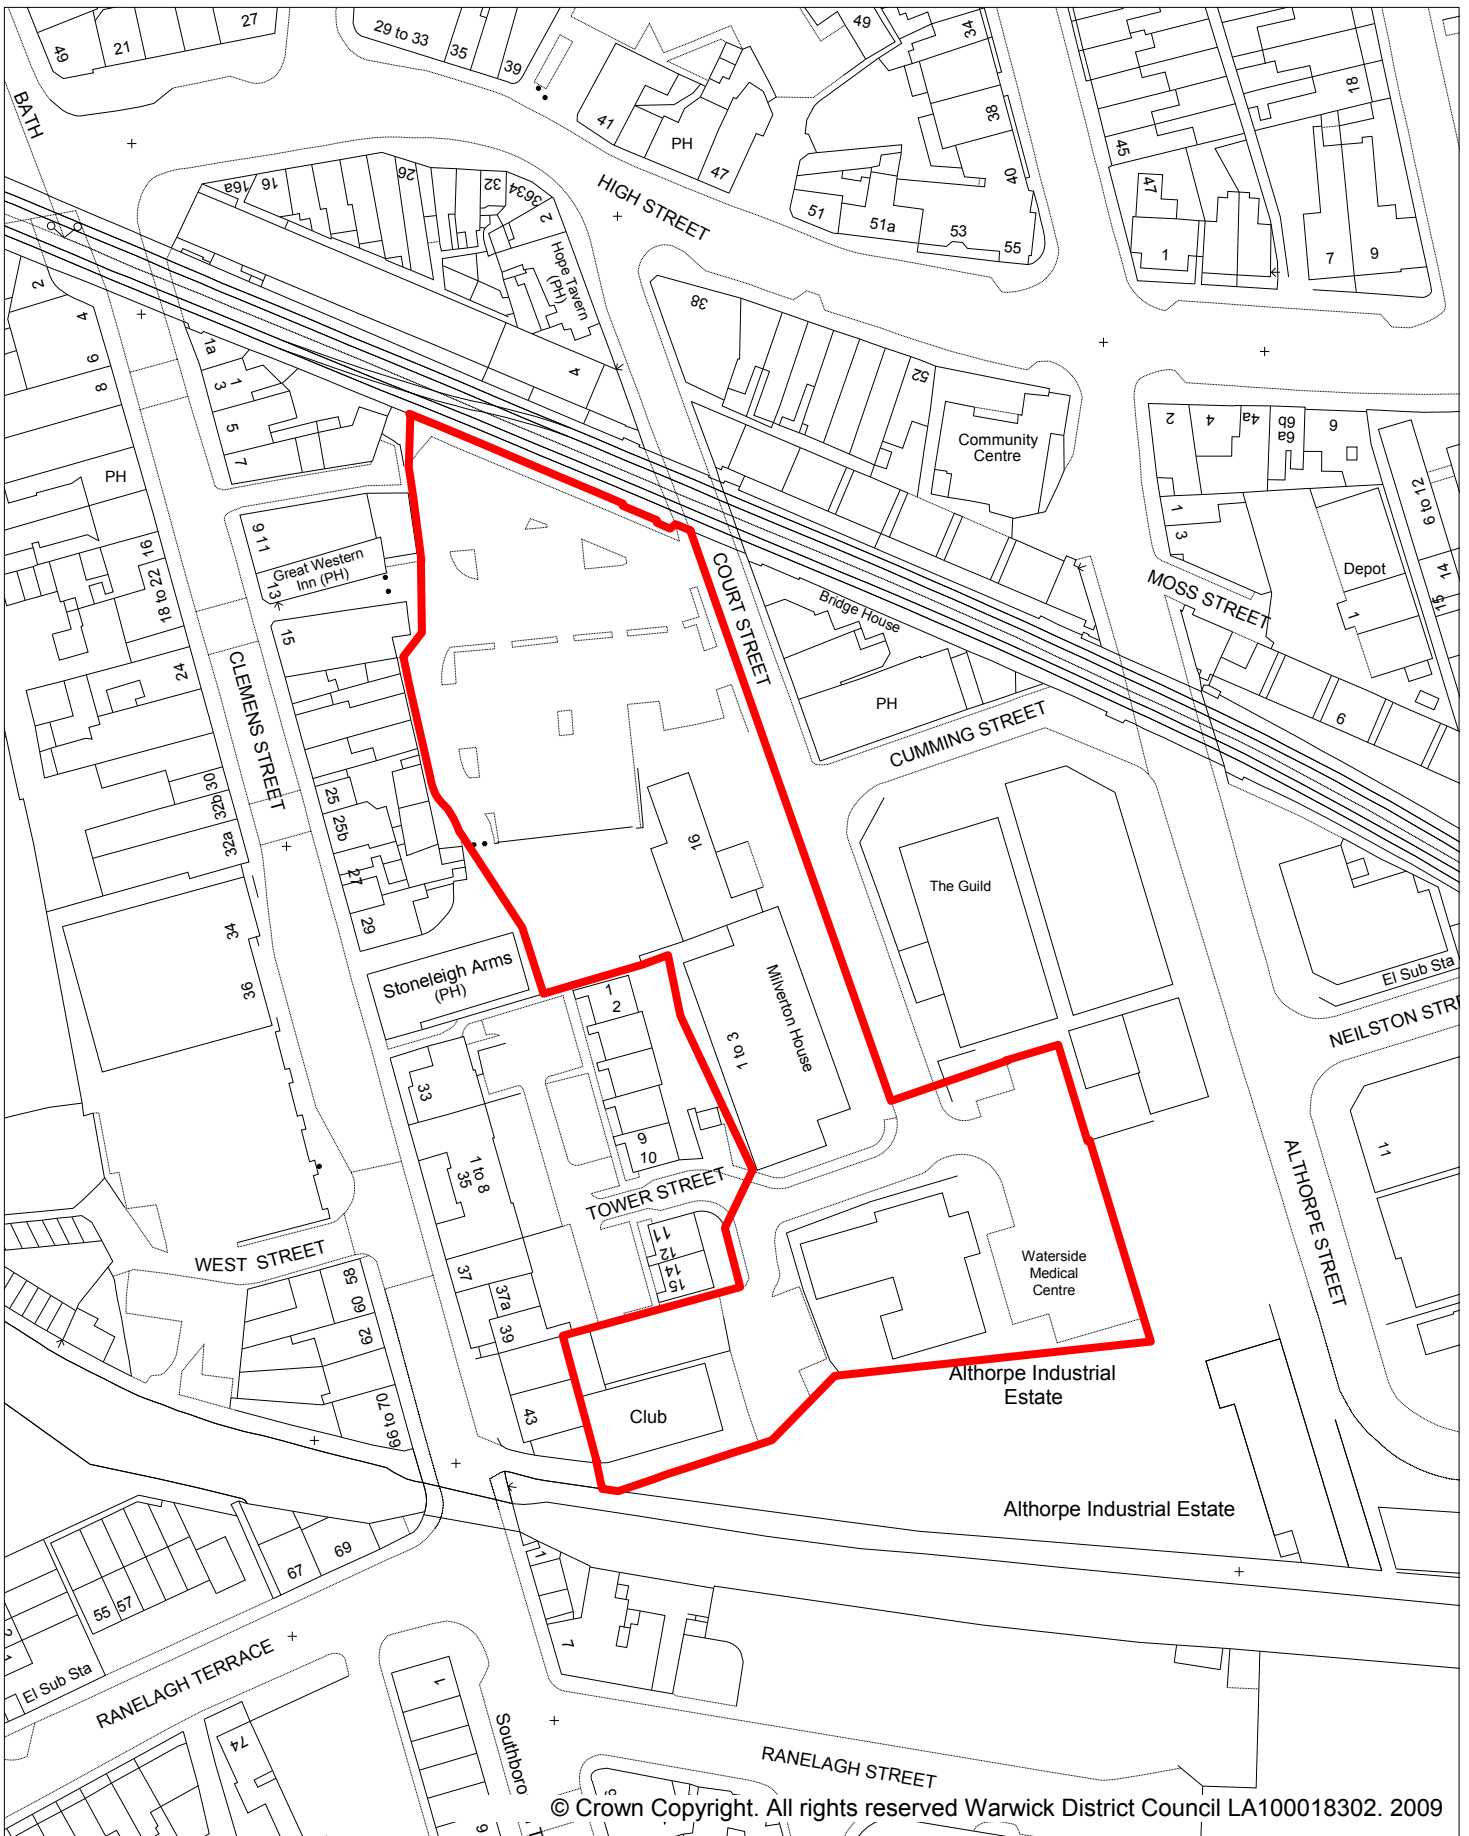 49
21
27
29 to 33
35
39
41
PH
47
49
34
38
40
51
51a
53
55
45
47
1
7
9
18
BATH
HIGH STREET
16a
16
26
32
3634
2
Hope Tavern
(PH)
4
38
52
Community
Centre
2
4
4a
6a
6b
6
6 to 12
14
15
1
3
Depot
1
MOSS STREET
9
2
4
6
8
PH
1a
1
3
5
7
9
11
13
Great Western
Inn (PH)
15
16
18 to 22
24
CLEMENS STREET
COURT STREET
Bridge House
PH
CUMMING STREET
30
32b
32a
25
25b
27
29
34
36
16
The Guild
El Sub Sta
NEILSTON STRE
Stoneleigh Arms
(PH)
1
2
Milverton House
1 to 3
33
9
10
1 to 8
35
TOWER STREET
11
12
14
15
37
37a
39
43
Club
WEST STREET
58
60
62
66 to 70
Waterside
Medical
Centre
ALTHORPE STREET
11
Althorpe Industrial
Estate
Althorpe Industrial Estate
67
69
55
57
2
1
El Sub Sta
RANELAGH TERRACE
74
1
7
1
9
Southboro
RANELAGH STREET
© Crown Copyright. All rights reserved Warwick District Council LA100018302. 2009